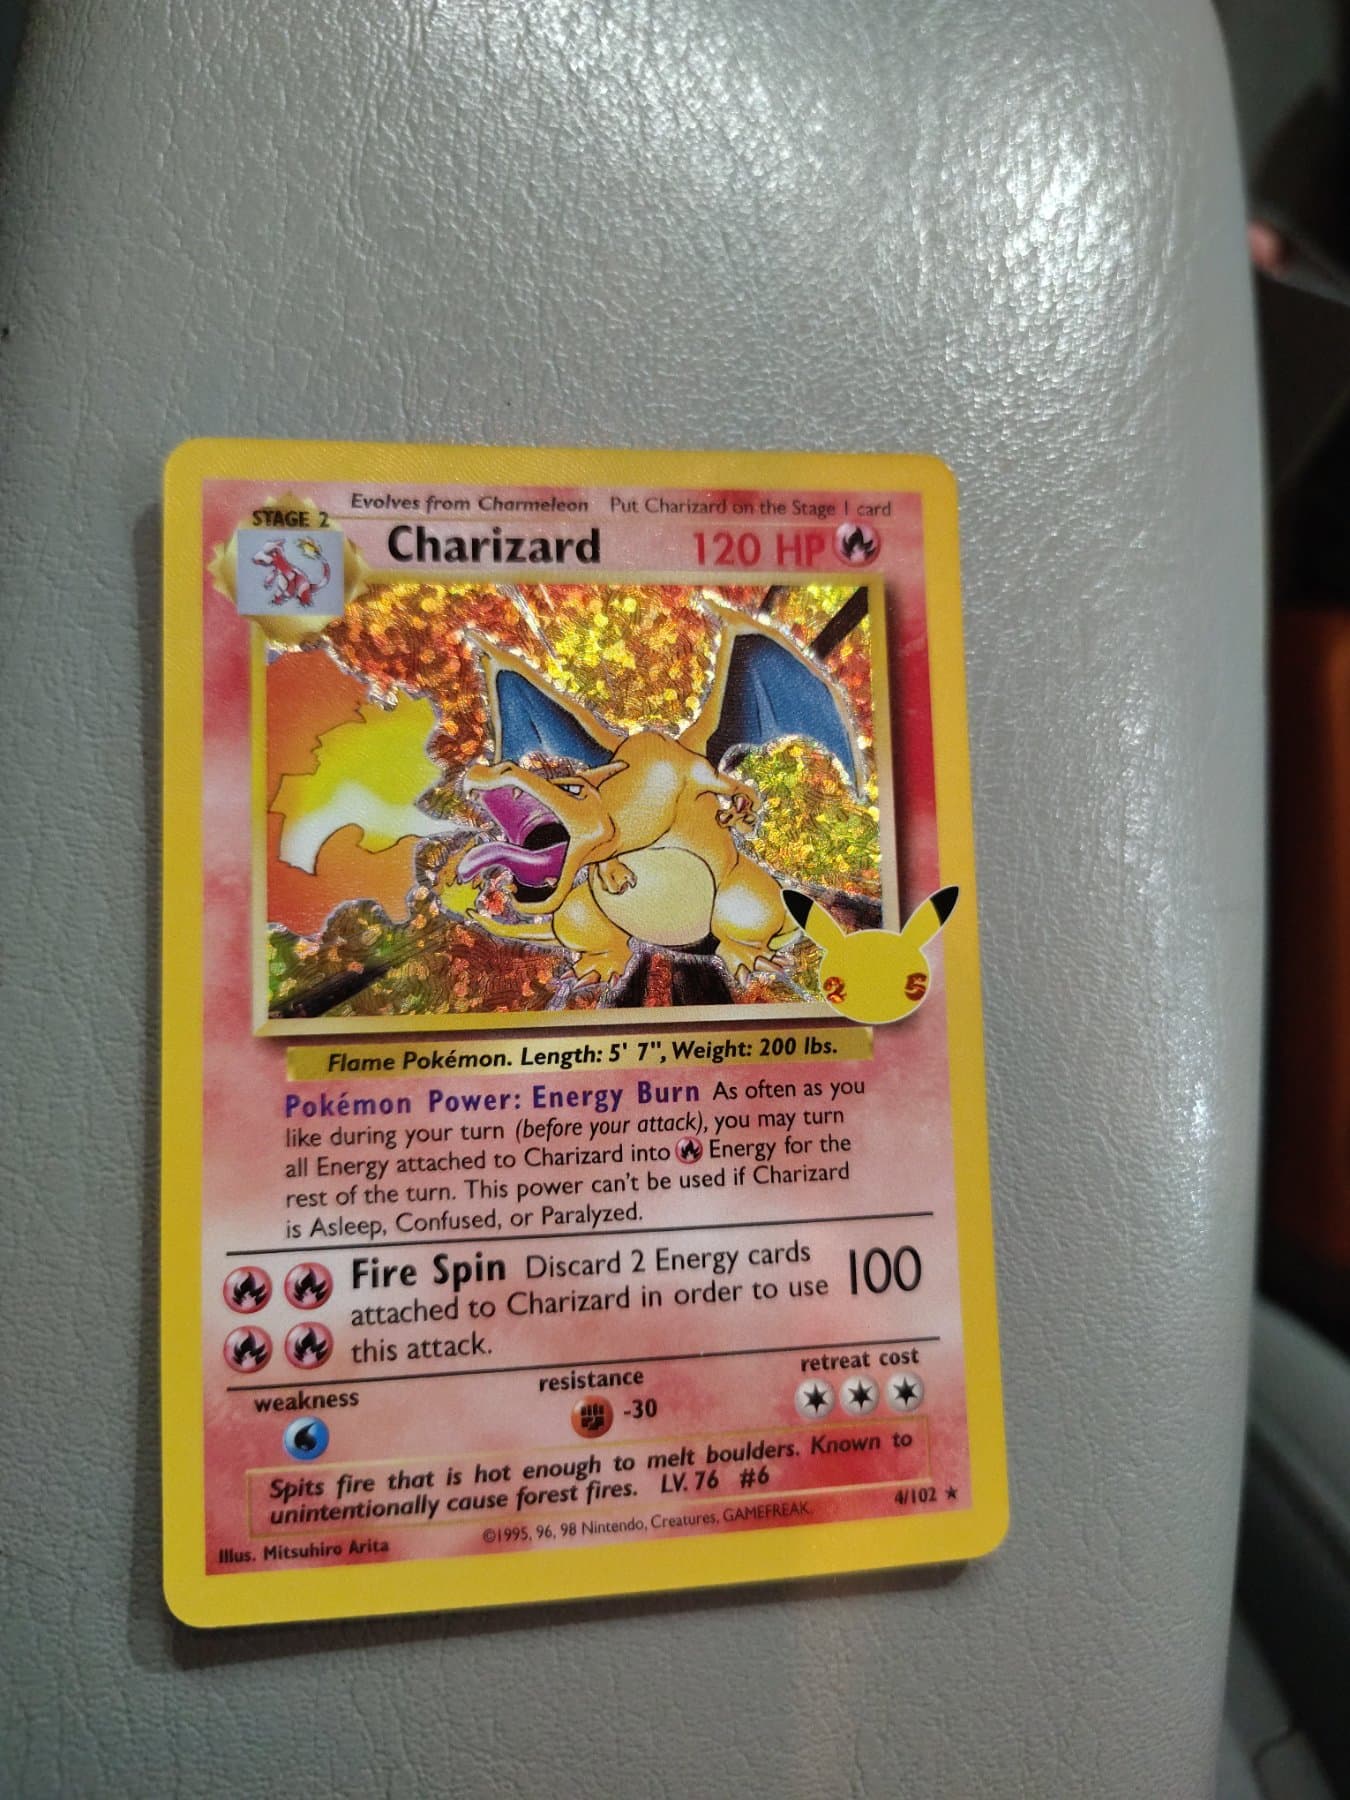 Evolves from Charmeleon Put Charizard on the Stage 1 card
STAGE 2
Charizard 120 HP
25
Flame Pokémon. Length: 5' 7", Weight: 200 lbs.
Pokémon Power: Energy Burn As often as you
like during your turn (before your attack), you may turn
all Energy attached to Charizard into Energy for the
rest of the turn. This power can't be used if Charizard
is Asleep, Confused, or Paralyzed.
Fire Spin Discard 2 Energy cards
attached to Charizard in order to use 100
this attack.
weakness resistance retreat cost
-30
Spits fire that is hot enough to melt boulders. Known to
unintentionally cause forest fires. LV. 76 #6
4/102 ★
Illus. Mitsuhiro Arita ©1995, 96, 98 Nintendo, Creatures, GAMEFREAK.